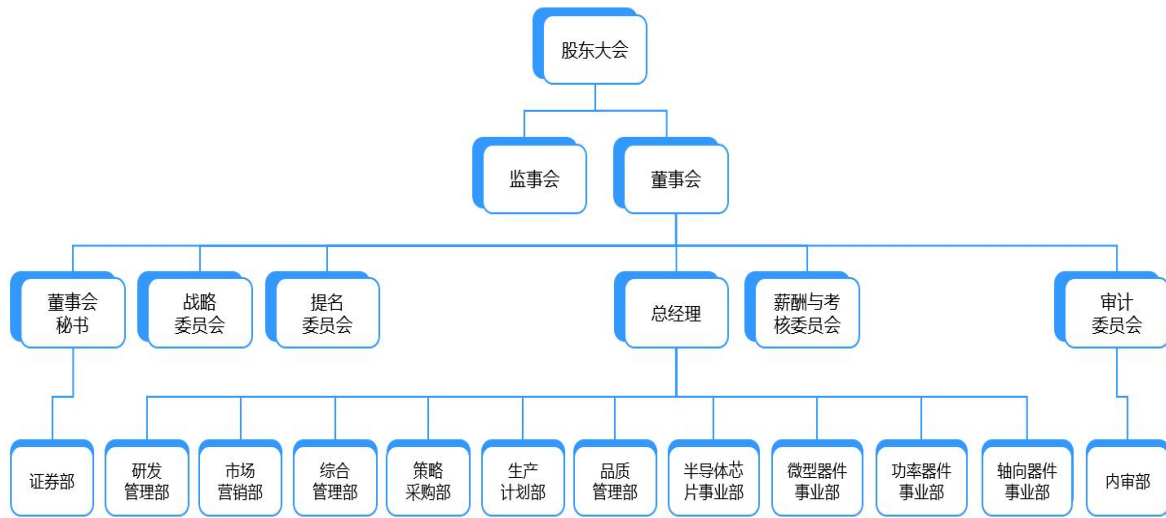 股东大会
监事会
董事会
董事会
秘书
战略
委员会
提名
委员会
总经理
薪酬与考
核委员会
审计
委员会
证券部
研发
管理部
市场
营销部
综合
管理部
策略
采购部
生产
计划部
品质
管理部
半导体芯
片事业部
微型器件
事业部
功率器件
事业部
轴向器件
事业部
内审部